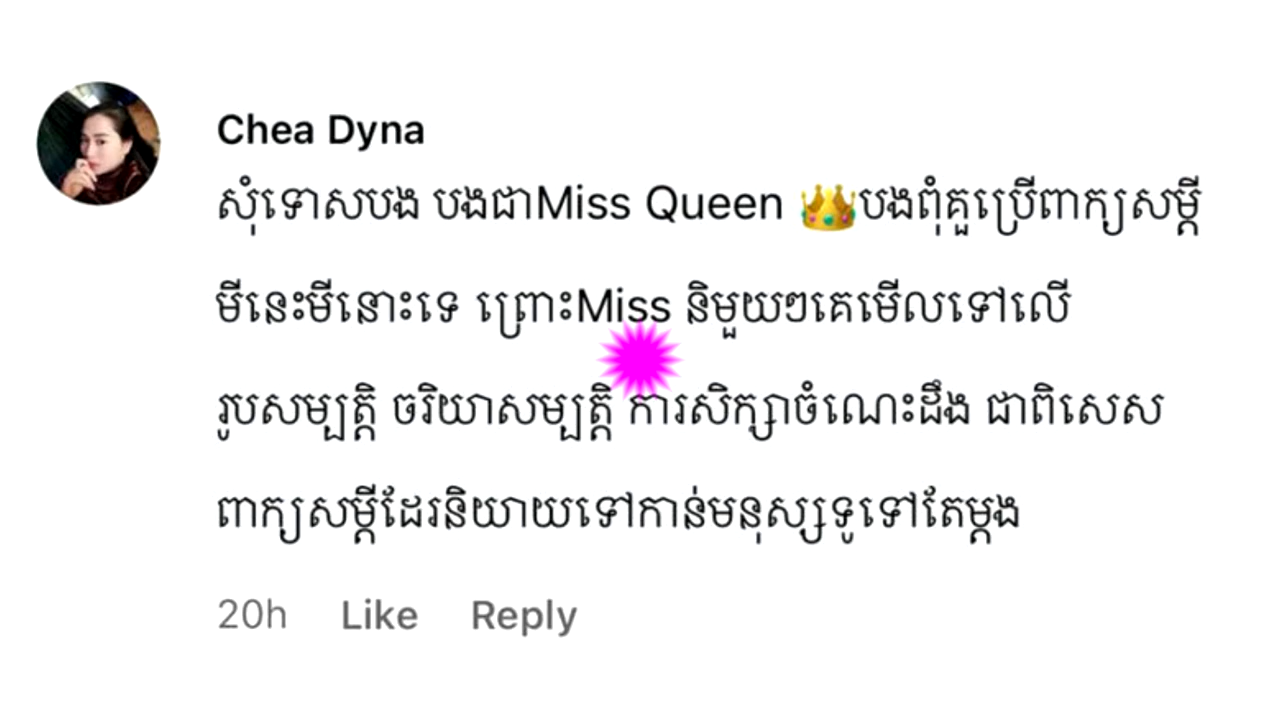 Chea Dyna
សុំទោសបង បងជាMiss Queen 👑បងពុំគួប្រើពាក្យសម្ដី
មីនេះមីនោះទេ ព្រោះMiss និមួយៗគេមើលទៅលើ
រូបសម្បត្តិ ចរិយាសម្បត្តិ ការសិក្សាចំណេះដឹង ជាពិសេស
ពាក្យសម្ដីដែរនិយាយទៅកាន់មនុស្សទូទៅតែម្ដង
20h Like Reply